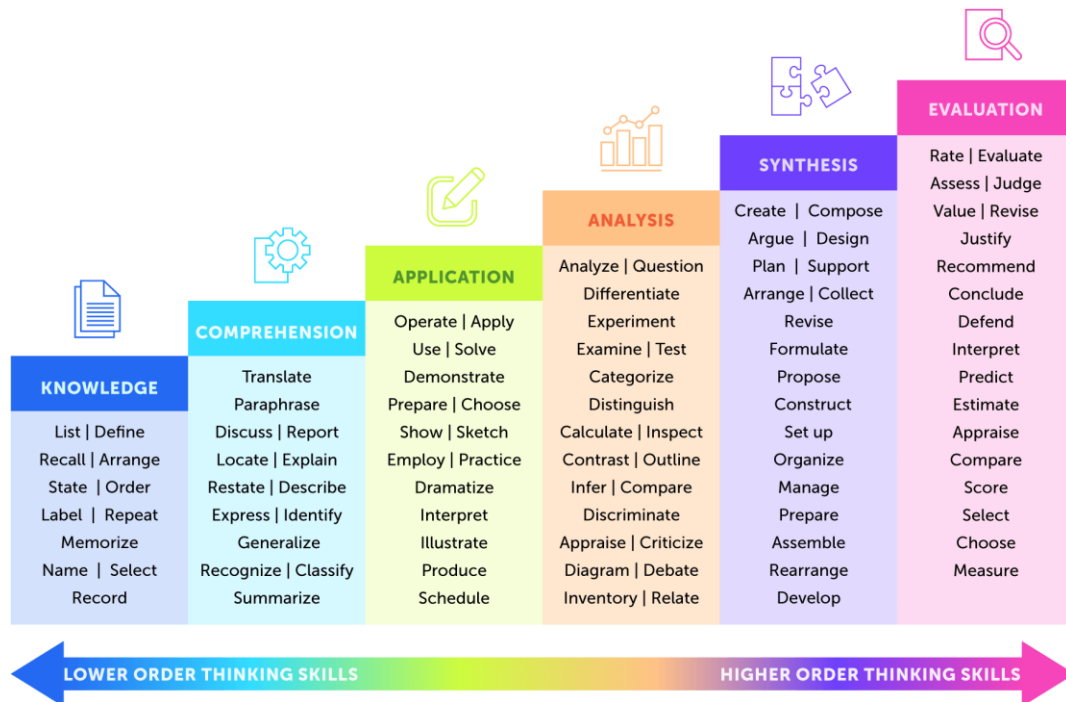 KNOWLEDGE
List | Define
Recall | Arrange
State | Order
Label | Repeat
Memorize
Name | Select
Record
COMPREHENSION
Translate
Paraphrase
Discuss | Report
Locate | Explain
Restate | Describe
Express | Identify
Generalize
Recognize | Classify
Summarize
APPLICATION
Operate | Apply
Use | Solve
Demonstrate
Prepare | Choose
Show | Sketch
Employ | Practice
Dramatize
Interpret
Illustrate
Produce
Schedule
ANALYSIS
Analyze | Question
Differentiate
Experiment
Examine | Test
Categorize
Distinguish
Calculate | Inspect
Contrast | Outline
Infer | Compare
Discriminate
Appraise | Criticize
Diagram | Debate
Inventory | Relate
SYNTHESIS
Create | Compose
Argue | Design
Plan | Support
Arrange | Collect
Revise
Formulate
Propose
Construct
Set up
Organize
Manage
Prepare
Assemble
Rearrange
Develop
EVALUATION
Rate | Evaluate
Assess | Judge
Value | Revise
Justify
Recommend
Conclude
Defend
Interpret
Predict
Estimate
Appraise
Compare
Score
Select
Choose
Measure
LOWER ORDER THINKING SKILLS
HIGHER ORDER THINKING SKILLS